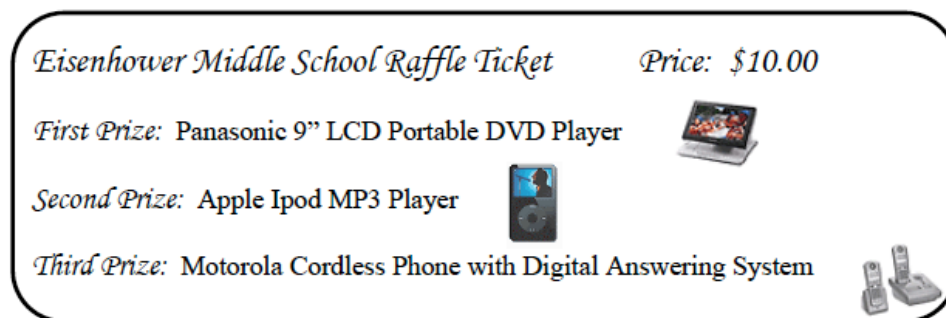 Eisenhower Middle School Raffle Ticket Price: $10.00
First Prize: Panasonic 9” LCD Portable DVD Player
Second Prize: Apple Ipod MP3 Player
Third Prize: Motorola Cordless Phone with Digital Answering System